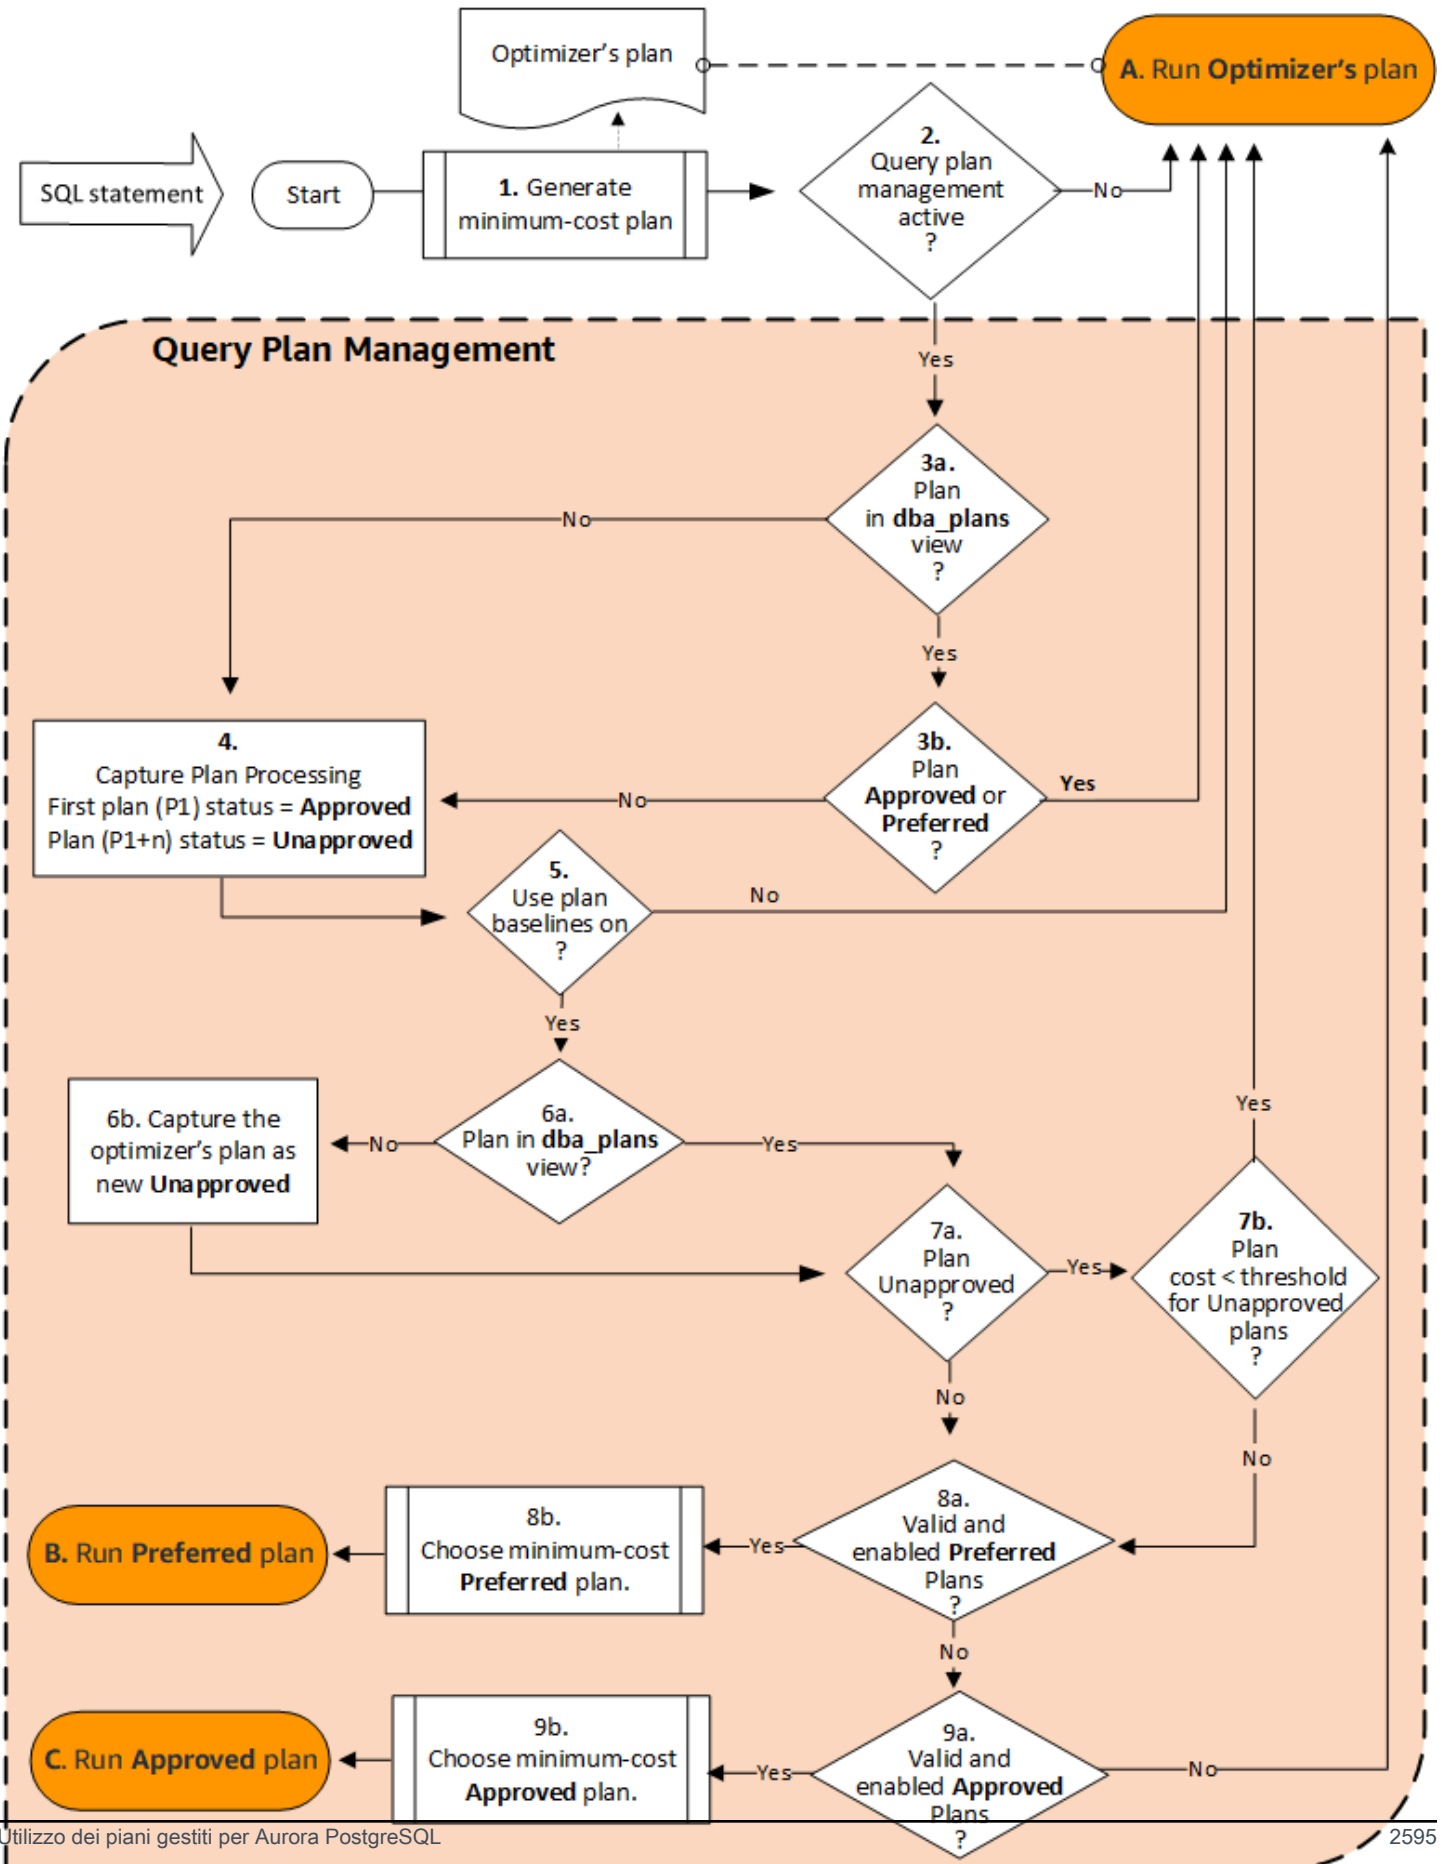 Optimizer's plan
A. Run Optimizer's plan
SQL statement
Start
1. Generate
minimum-cost plan
2.
Query plan
management
active
?
No
Query Plan Management
Yes
3a.
Plan
in dba_plans
view
?
No
Yes
3b.
Plan
Approved or
Preferred
?
Yes
No
4.
Capture Plan Processing
First plan (P1) status = Approved
Plan (P1+n) status = Unapproved
5.
Use plan
baselines on
?
No
Yes
6a.
Plan in dba_plans
view?
No
Yes
6b. Capture the
optimizer's plan as
new Unapproved
7a.
Plan
Unapproved
?
Yes
No
7b.
Plan
cost < threshold
for Unapproved
plans
?
Yes
No
8a.
Valid and
enabled Preferred
Plans
?
Yes
No
8b.
Choose minimum-cost
Preferred plan.
B. Run Preferred plan
9a.
Valid and
enabled Approved
Plans
?
Yes
No
9b.
Choose minimum-cost
Approved plan.
C. Run Approved plan
Utilizzo dei piani gestiti per Aurora PostgreSQL
2595